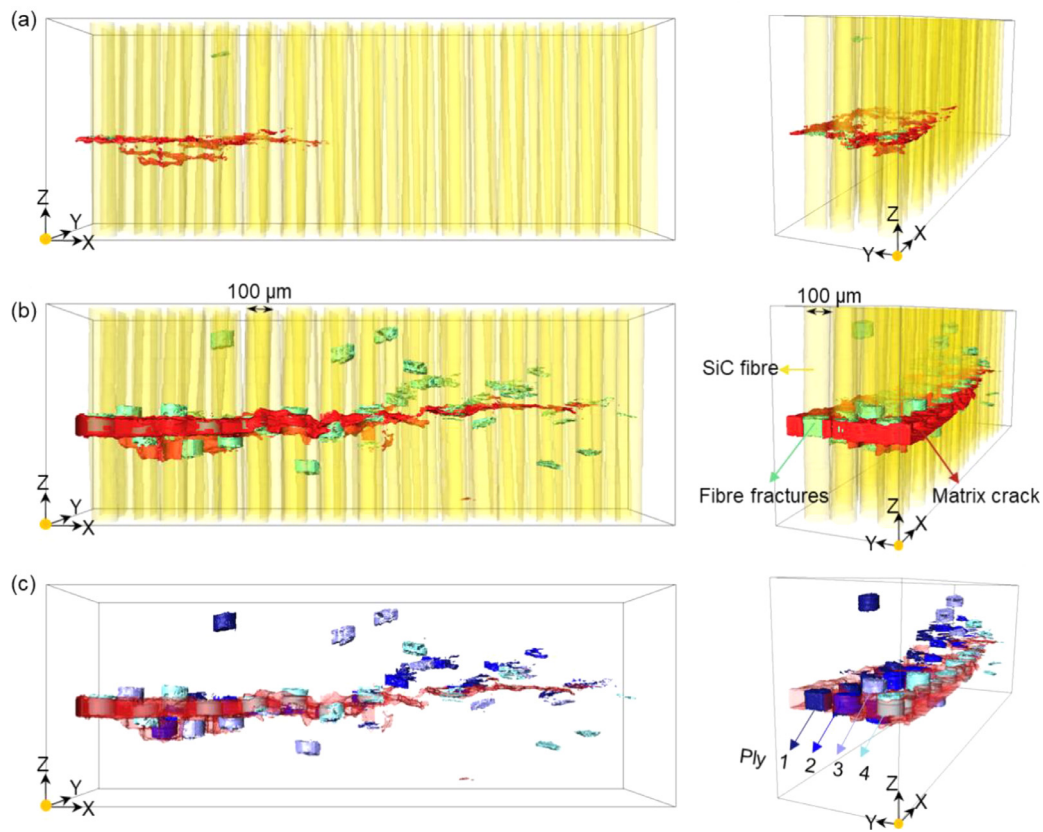 (a)
Z
Y
X
Z
X
Y
(b)
100 µm
100 µm
SiC fibre
Fibre fractures
Matrix crack
Z
Y
X
Z
X
Y
(c)
Ply 1 2 3 4
Z
Y
X
Z
X
Y